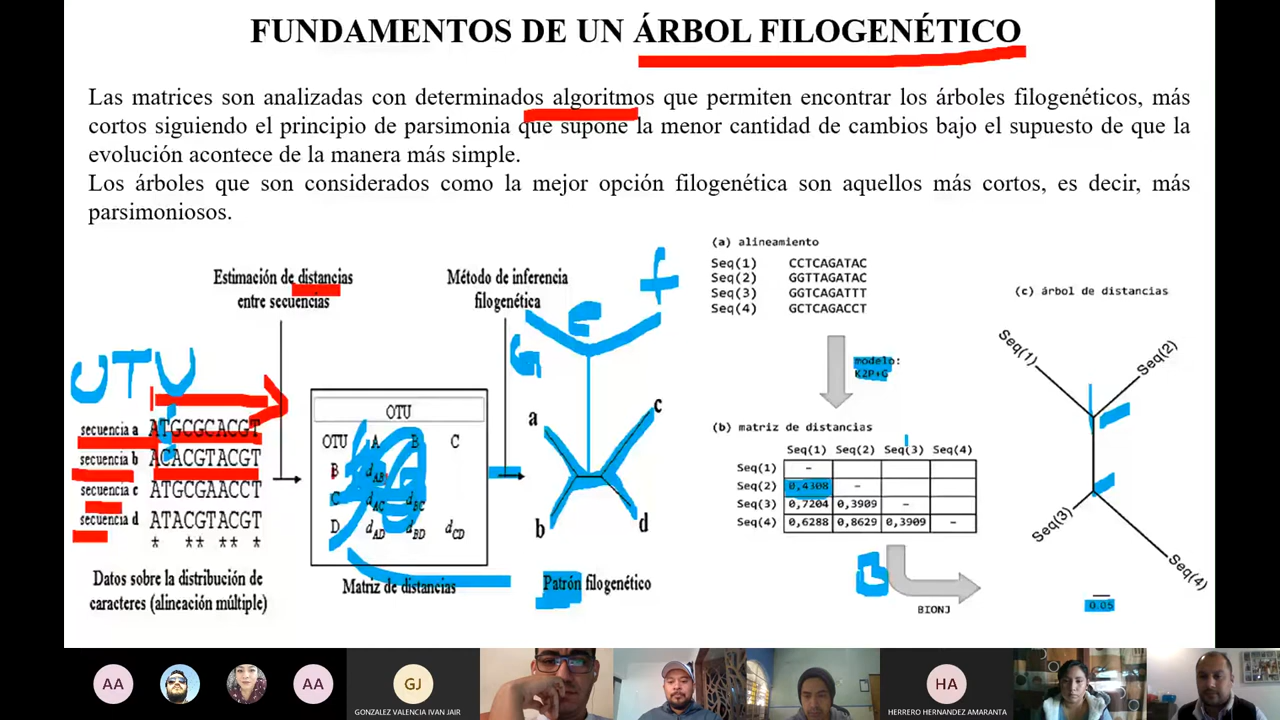 FUNDAMENTOS DE UN ÁRBOL FILOGENÉTICO
Las matrices son analizadas con determinados algoritmos que permiten encontrar los árboles filogenéticos, más
cortos siguiendo el principio de parsimonia que supone la menor cantidad de cambios bajo el supuesto de que la
evolución acontece de la manera más simple.
Los árboles que son considerados como la mejor opción filogenética son aquellos más cortos, es decir, más
parsimoniosos.
Estimación de distancias
entre secuencias
Método de inferencia
filogenética
OTU
secuencia a ATGCGCACGT
secuencia b ACACGTACGT
secuencia c ATGCGAACCT
secuencia d ATACGTACGT
* ** ** *
Datos sobre la distribución de
caracteres (alineación múltiple)
OTU
OTU A B C
B dAB
C dAC dBC
D dAD dBD dCD
Matriz de distancias
G e f
a c
b d
Patrón filogenético
(a) alineamiento
Seq(1) CCTCAGATAC
Seq(2) GGTTAGATAC
Seq(3) GGTCAGATTT
Seq(4) GCTCAGACCT
modelo:
K2P+G
(b) matriz de distancias
Seq(1) Seq(2) Seq(3) Seq(4)
Seq(1) –
Seq(2) 0,4308 –
Seq(3) 0,7204 0,3909 –
Seq(4) 0,6288 0,8629 0,3909 –
BIONJ
(c) árbol de distancias
Seq(1) Seq(2)
Seq(3)
Seq(4)
0.05
AA
AA
GJ
GONZALEZ VALENCIA IVAN JAIR
HA
HERRERO HERNANDEZ AMARANTA